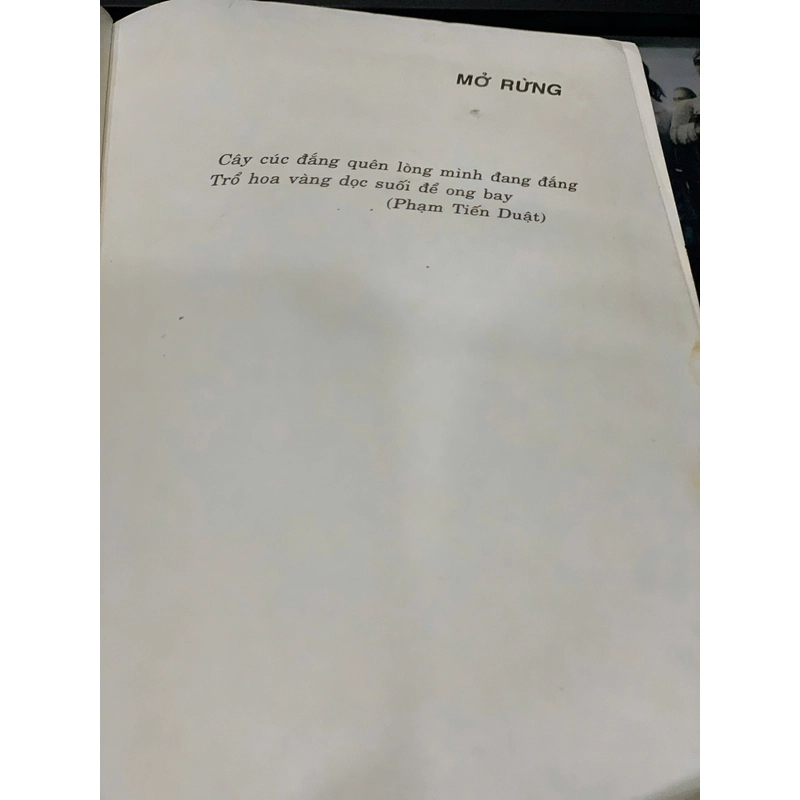 MỞ RỪNG
Cây cúc đắng quên lòng mình đang đắng
Trổ hoa vàng dọc suối để ong bay
(Phạm Tiến Duật)